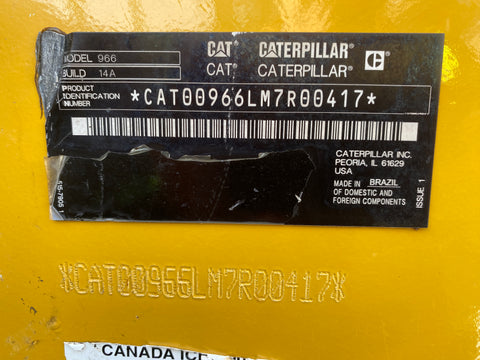 MODEL 966
BUILD 14A
CAT CATERPILLAR
CAT CATERPILLAR
C
PRODUCT IDENTIFICATION NUMBER
*CAT00966LM7R00417*
CATERPILLAR INC.
PEORIA, IL 61629
USA
MADE IN BRAZIL
OF DOMESTIC AND
FOREIGN COMPONENTS
ISSUE 1
*CAT00966LM7R00417*
CANADA